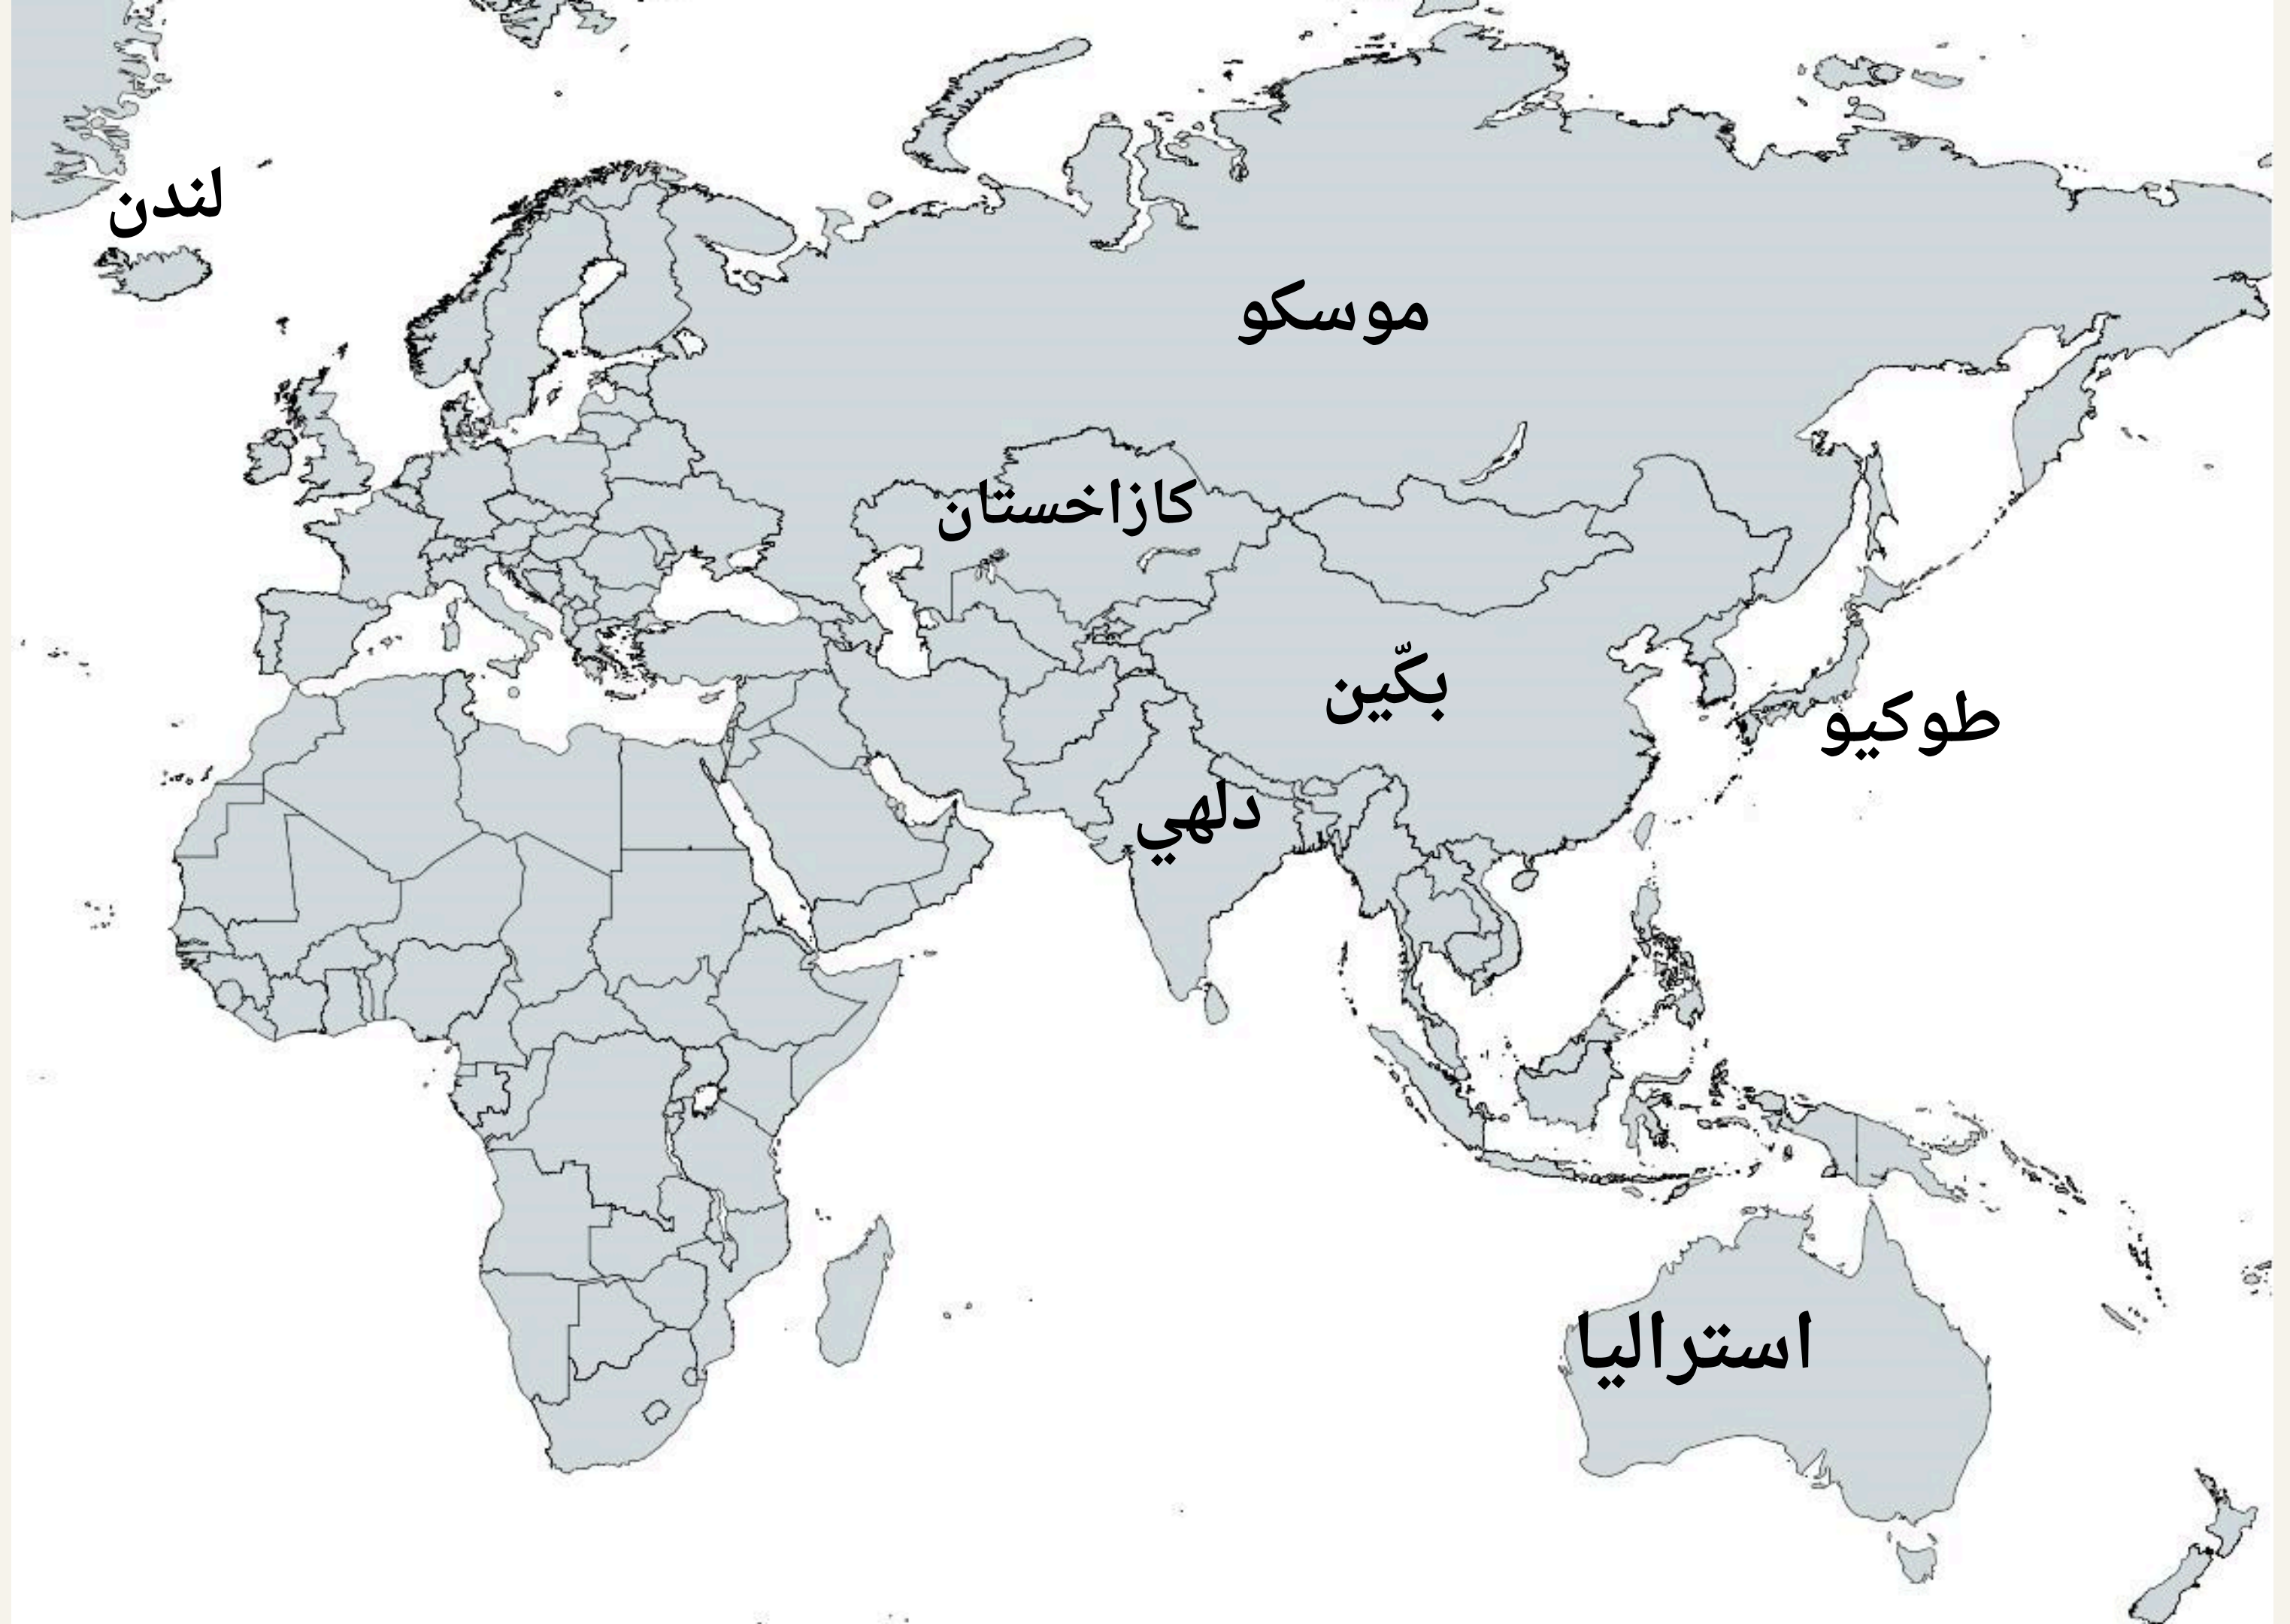 لندن
موسكو
كازاخستان
بكّين
طوكيو
دلهي
استراليا